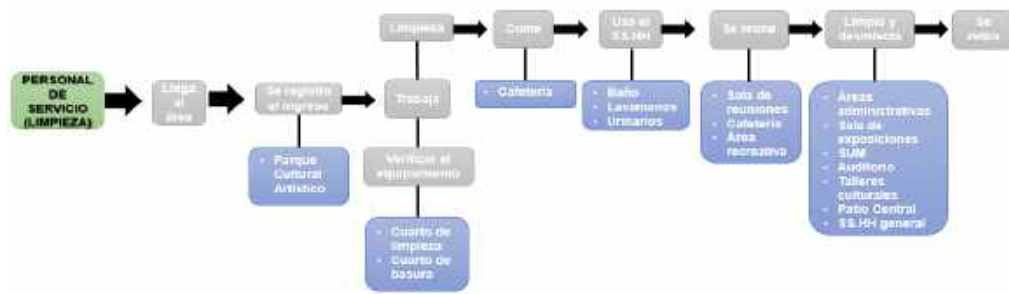 PERSONAL
DE
SERVICIO
(LIMPIEZA)
Llega
al
área
Se registra
el ingreso
- Parque
Cultural
Artístico
Trabaja
Limpieza
Verificar el
equipamiento
- Cuarto de
limpieza
- Cuarto de
basura
Come
- Cafetería
Usa el
SS.HH
- Baño
- Lavamanos
- Urinarios
Se reúne
- Sala de
reuniones
- Cafetería
- Área
recreativa
Limpia y
desinfecta
- Áreas
administrativas
- Sala de
exposiciones
- SUM
- Auditorio
- Talleres
culturales
- Patio Central
- SS.HH general
Se
retira